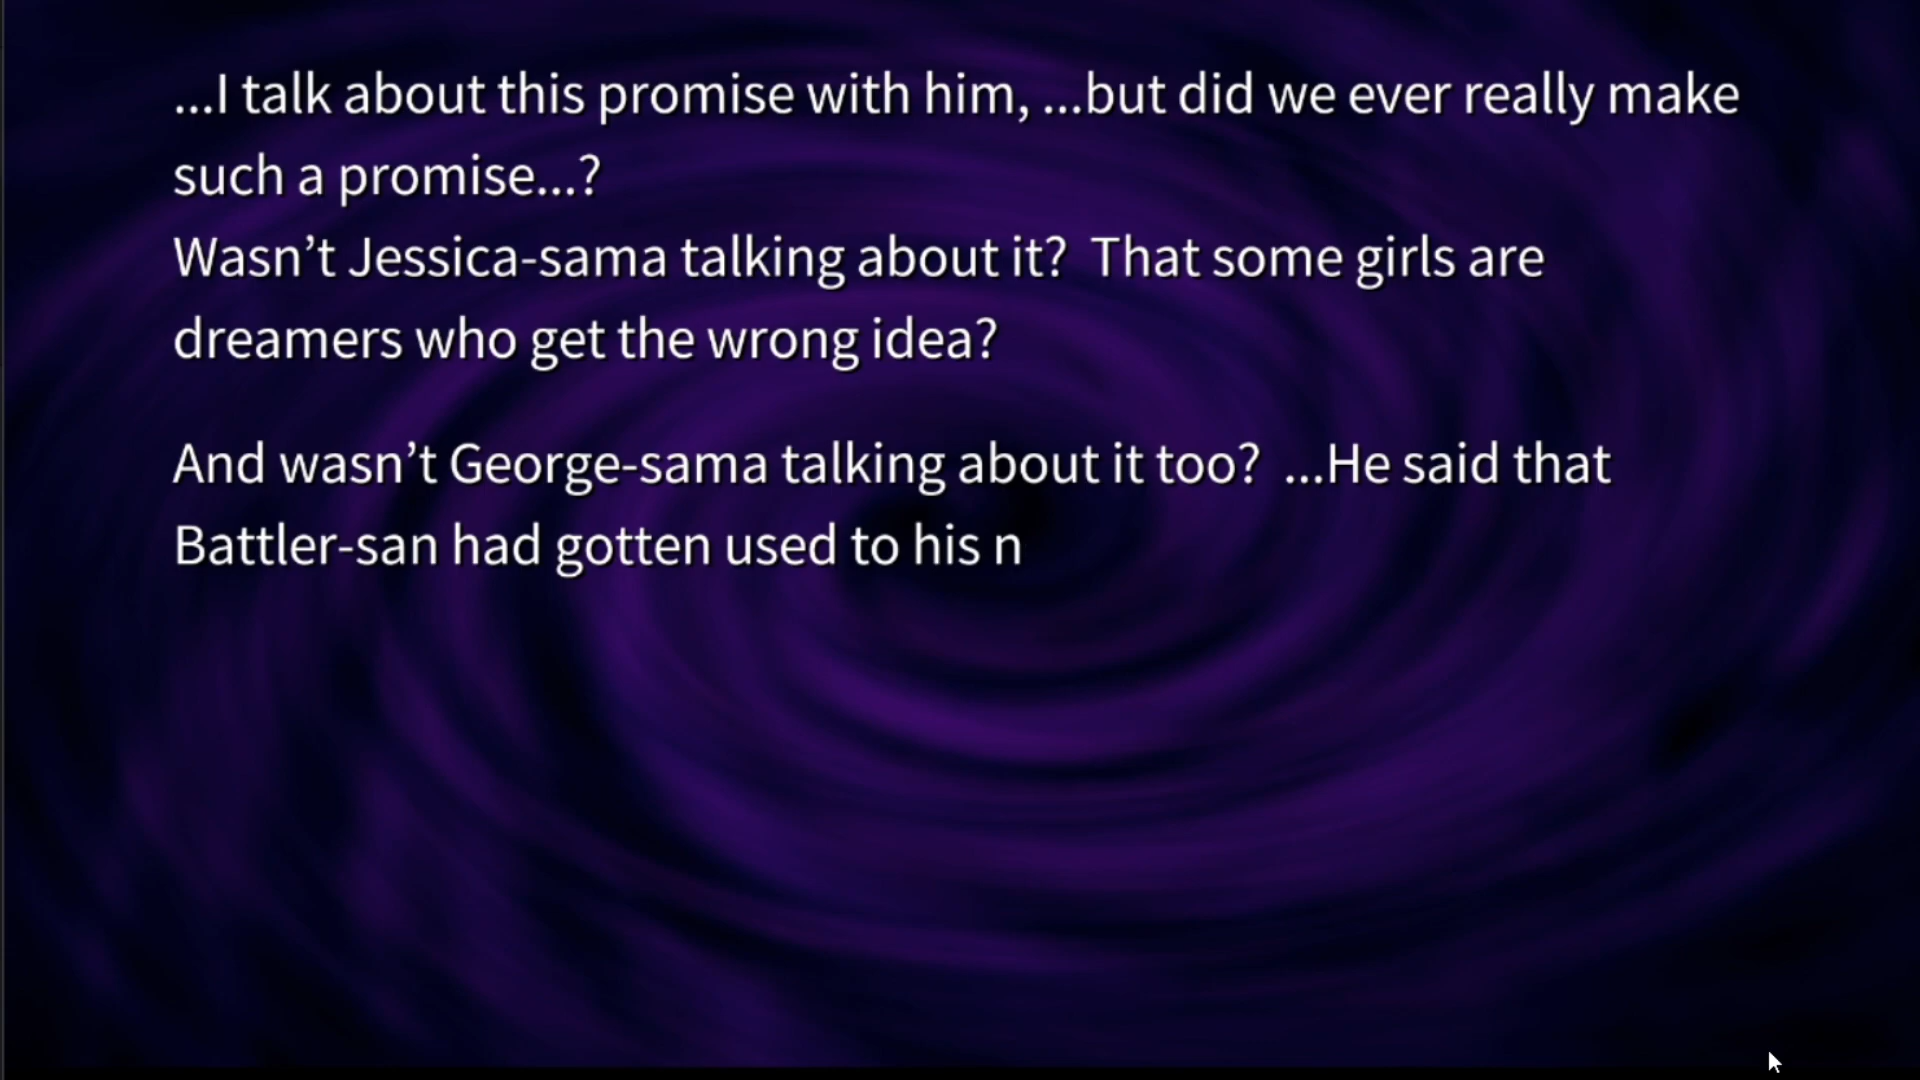 ...I talk about this promise with him, ...but did we ever really make
such a promise...?
Wasn’t Jessica-sama talking about it?  That some girls are
dreamers who get the wrong idea?
And wasn’t George-sama talking about it too?  ...He said that
Battler-san had gotten used to his n